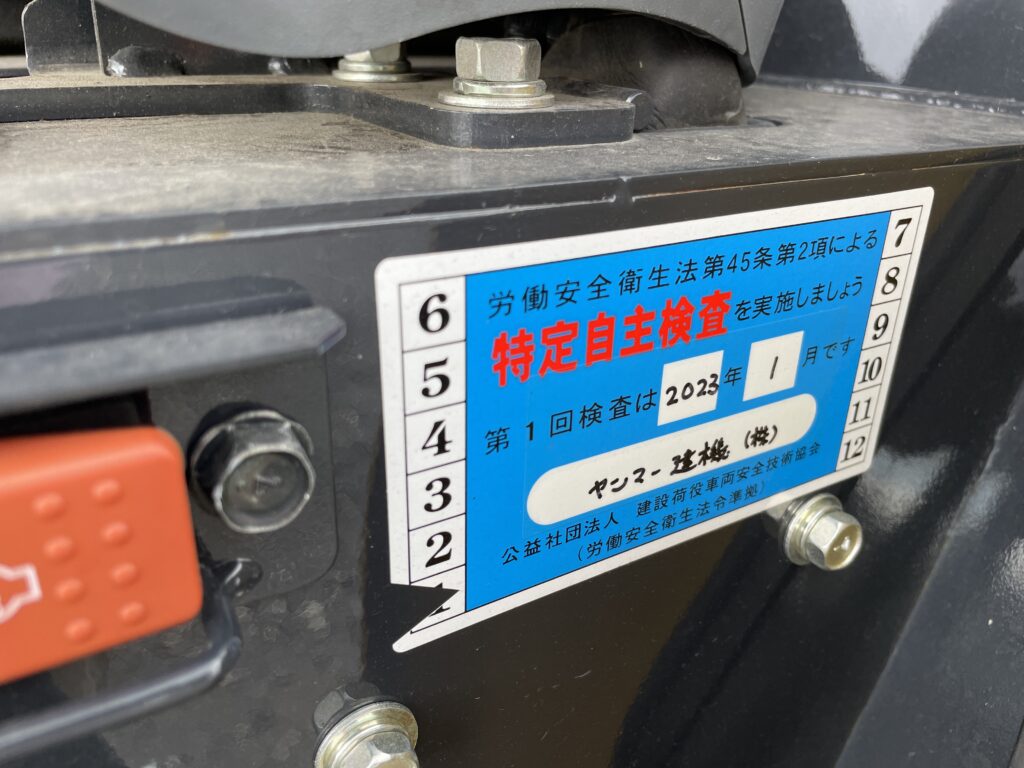 6
5
4
3
2
労働安全衛生法第45条第2項による
特定自主検査を実施しましょう
第1回検査は2023年1月です
ヤンマー建機(株)
公益社団法人 建設荷役車両安全技術協会
(労働安全衛生法令準拠)
7
8
9
10
11
12